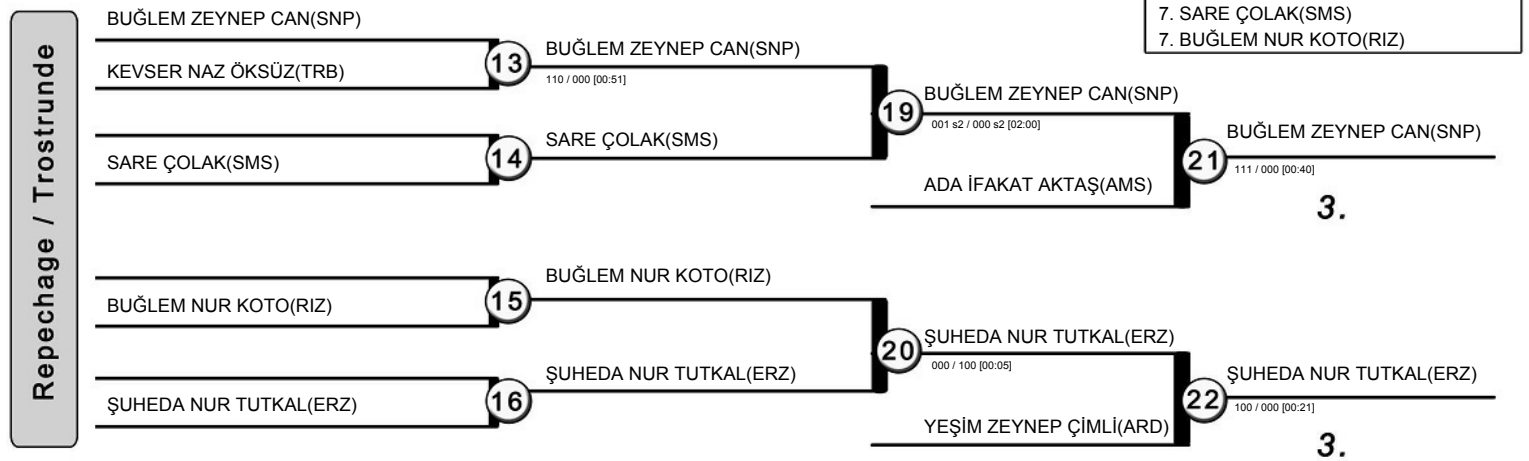 7. SARE ÇOLAK(SMS)
7. BUĞLEM NUR KOTO(RIZ)
Repechage / Trostrunde
BUĞLEM ZEYNEP CAN(SNP)
KEVSER NAZ ÖKSÜZ(TRB)
13
BUĞLEM ZEYNEP CAN(SNP)
110 / 000 [00:51]
SARE ÇOLAK(SMS)
14
SARE ÇOLAK(SMS)
19
BUĞLEM ZEYNEP CAN(SNP)
001 s2 / 000 s2 [02:00]
ADA İFAKAT AKTAŞ(AMS)
21
BUĞLEM ZEYNEP CAN(SNP)
111 / 000 [00:40]
3.
BUĞLEM NUR KOTO(RIZ)
15
BUĞLEM NUR KOTO(RIZ)
ŞUHEDA NUR TUTKAL(ERZ)
16
ŞUHEDA NUR TUTKAL(ERZ)
20
ŞUHEDA NUR TUTKAL(ERZ)
000 / 100 [00:05]
YEŞİM ZEYNEP ÇİMLİ(ARD)
22
ŞUHEDA NUR TUTKAL(ERZ)
100 / 000 [00:21]
3.